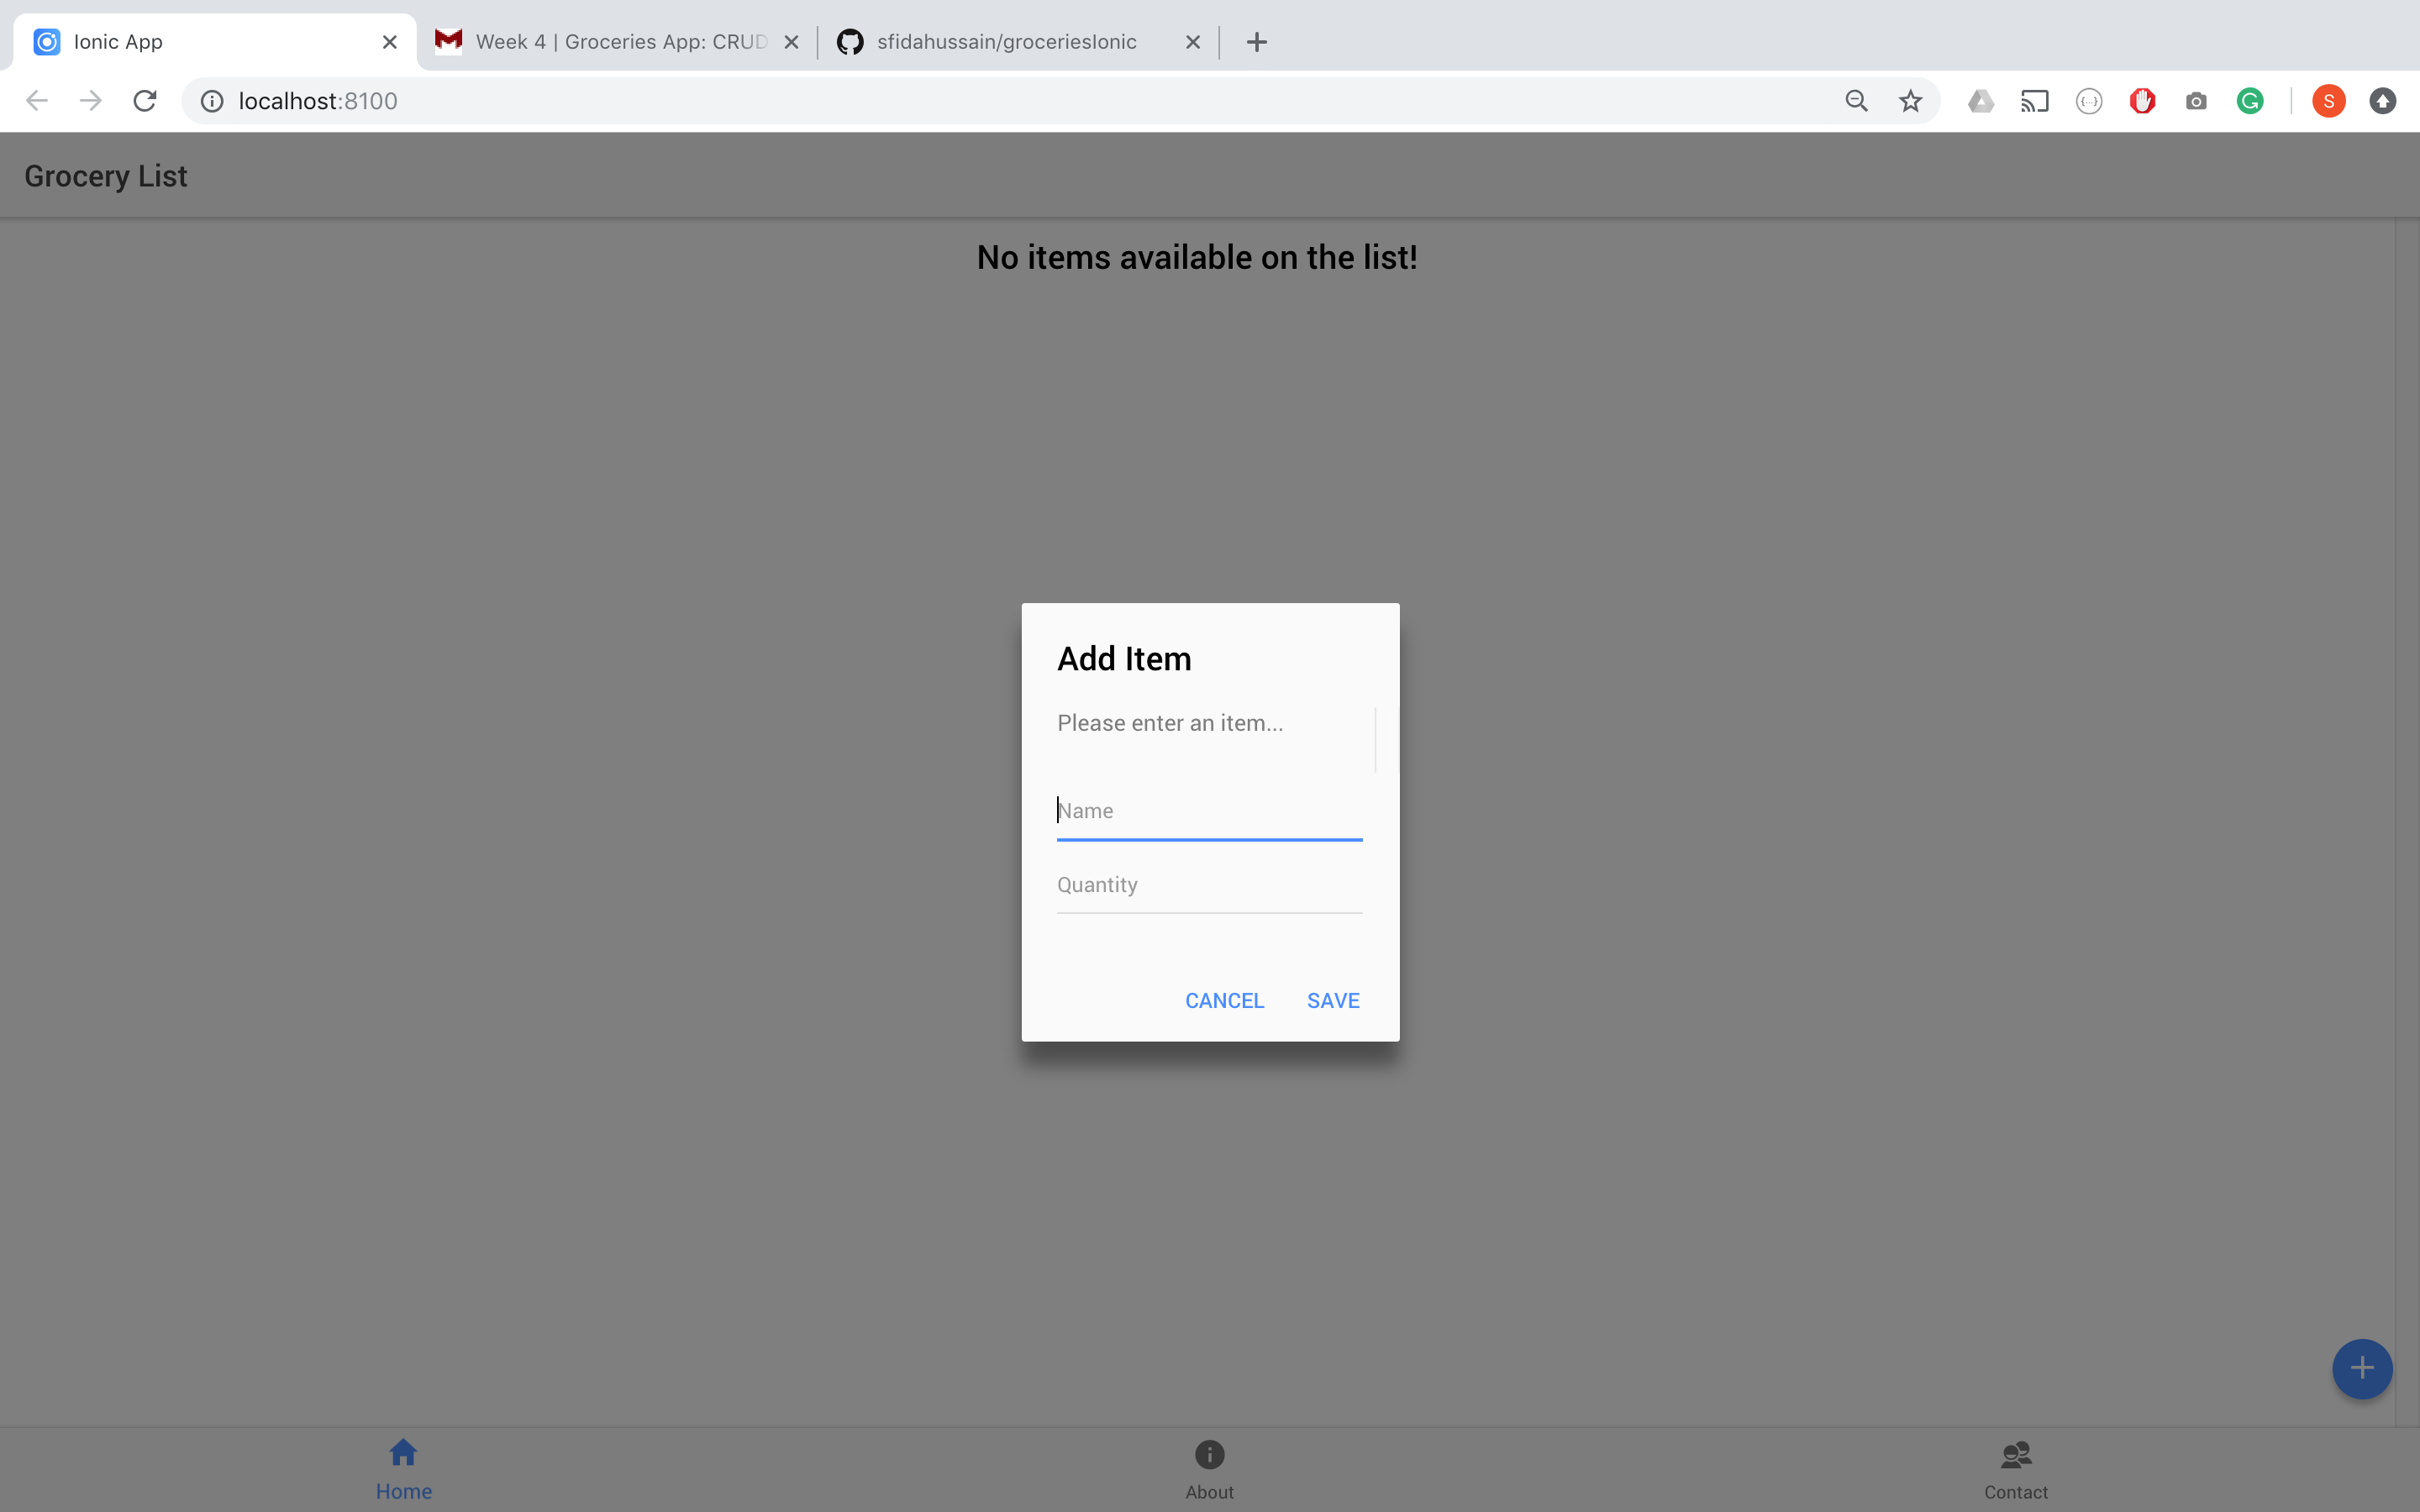 Ionic App
Week 4 | Groceries App: CRUD
sfidahussain/groceriesIonic
localhost:8100
S
Grocery List
No items available on the list!
Add Item
Please enter an item...
Name
Quantity
CANCEL SAVE
Home
About
Contact